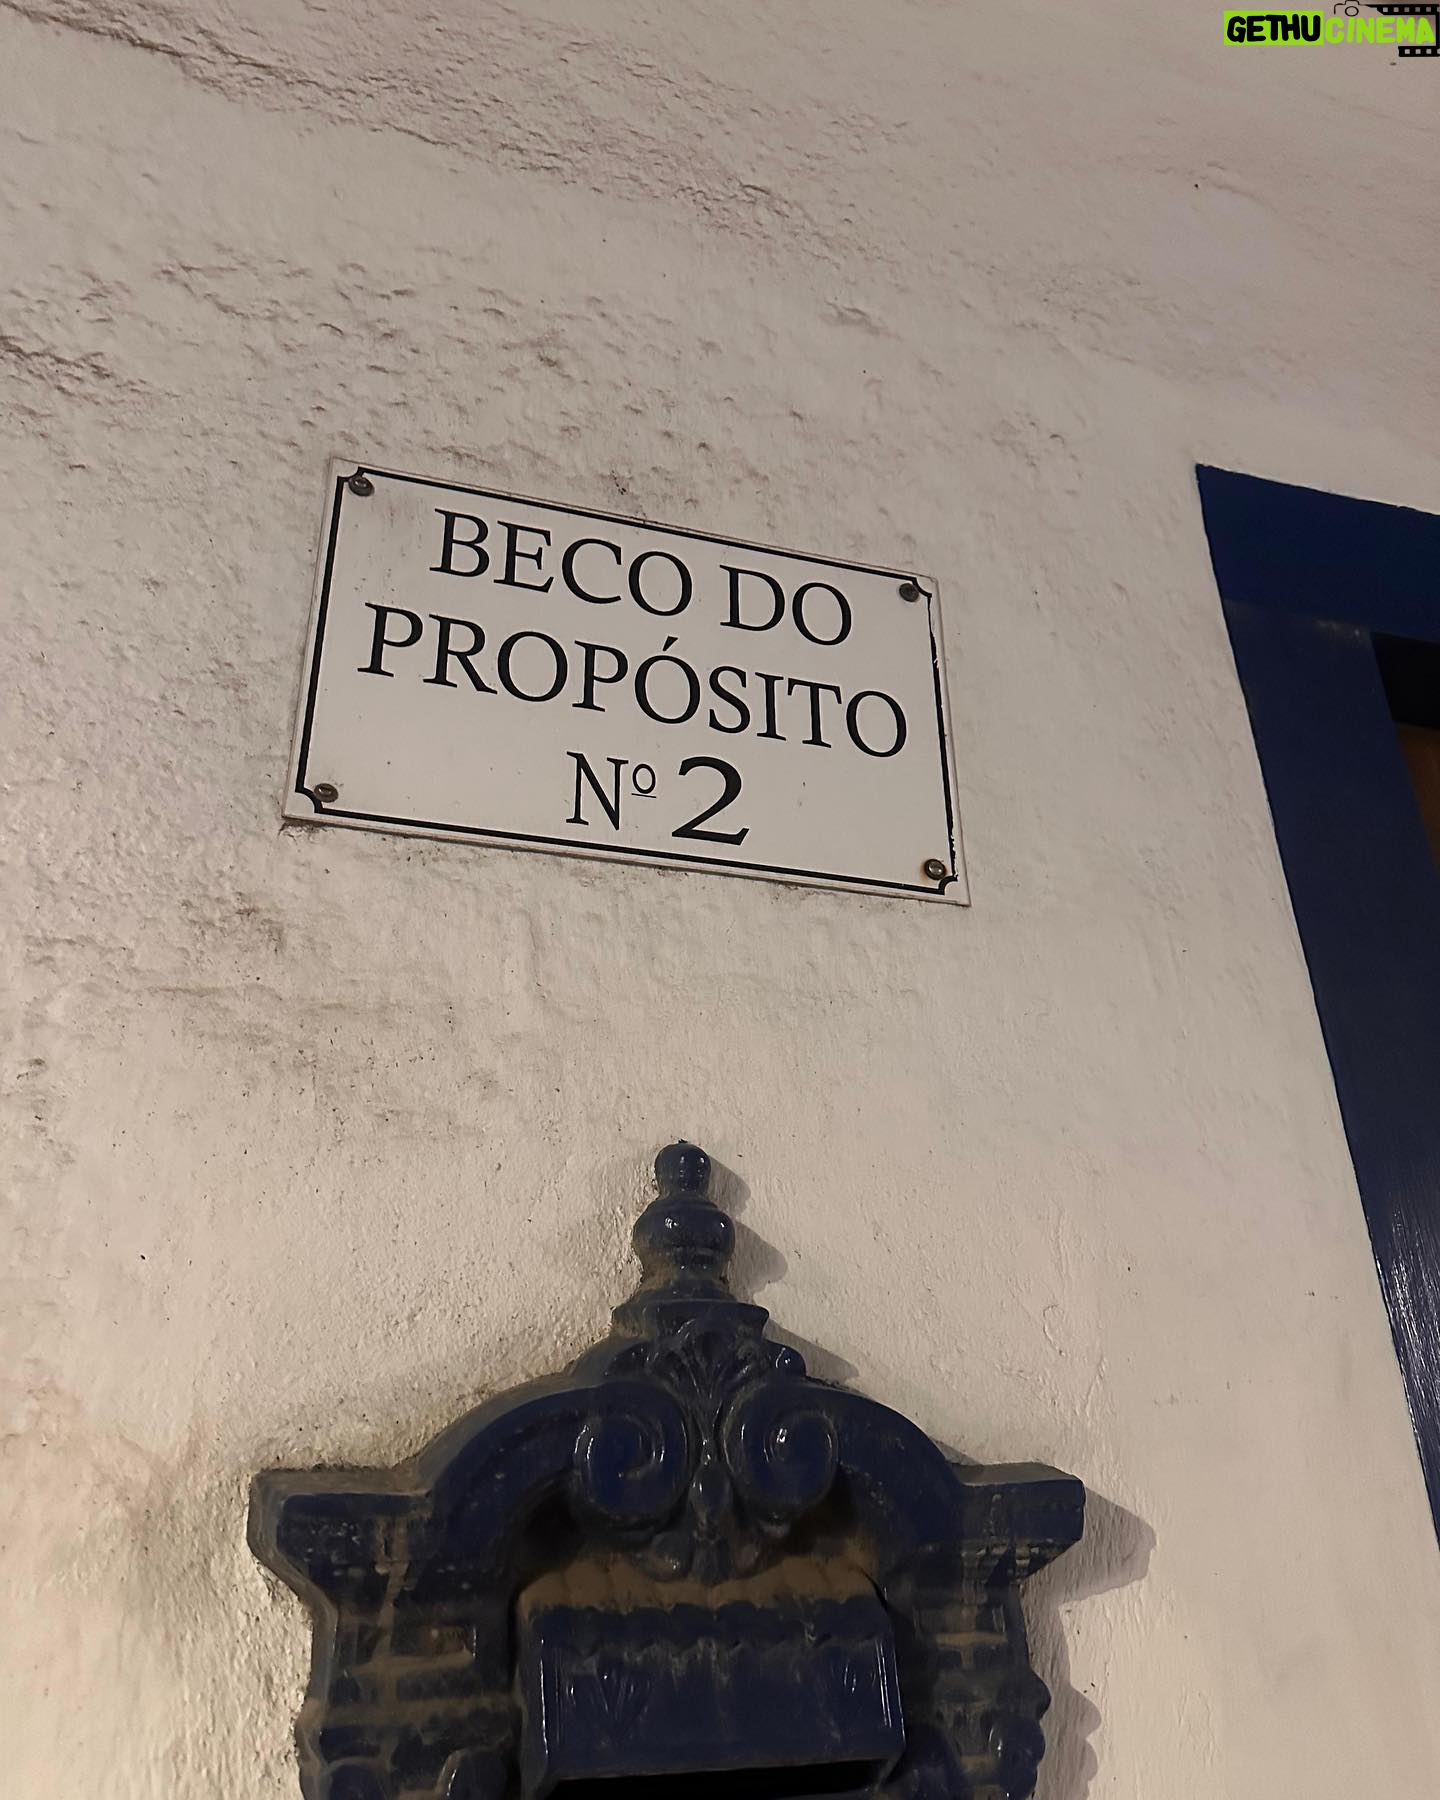 GETHU CINEMA
BECO DO
PROPÓSITO
Nº 2